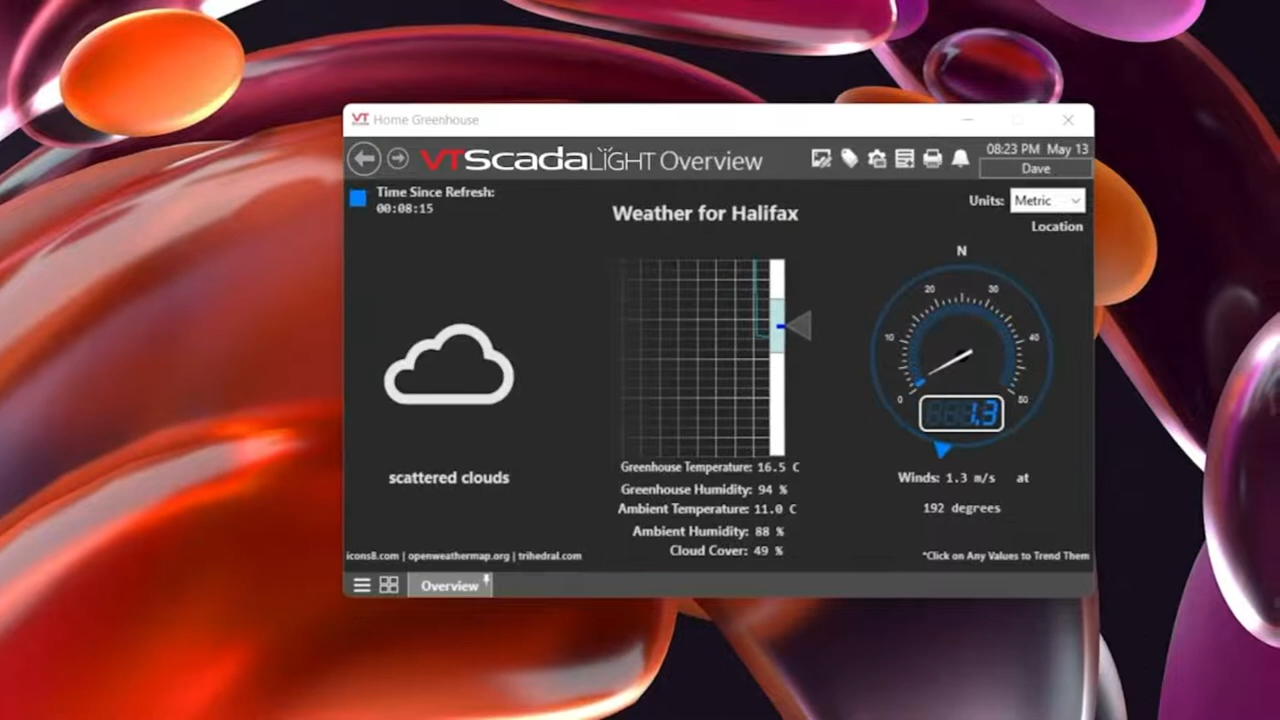 VT SCADA Home Greenhouse
VTScadaLIGHT Overview
08:23 PM May 13
Dave
Time Since Refresh:
00:08:15
Weather for Halifax
Units: Metric
Location
N
0 10 20 30 40 50
1.3
scattered clouds
Greenhouse Temperature: 16.5 C
Greenhouse Humidity: 94 %
Ambient Temperature: 11.0 C
Ambient Humidity: 88 %
Cloud Cover: 49 %
Winds: 1.3 m/s at
192 degrees
icons8.com | openweathermap.org | trihedral.com
*Click on Any Values to Trend Them
Overview